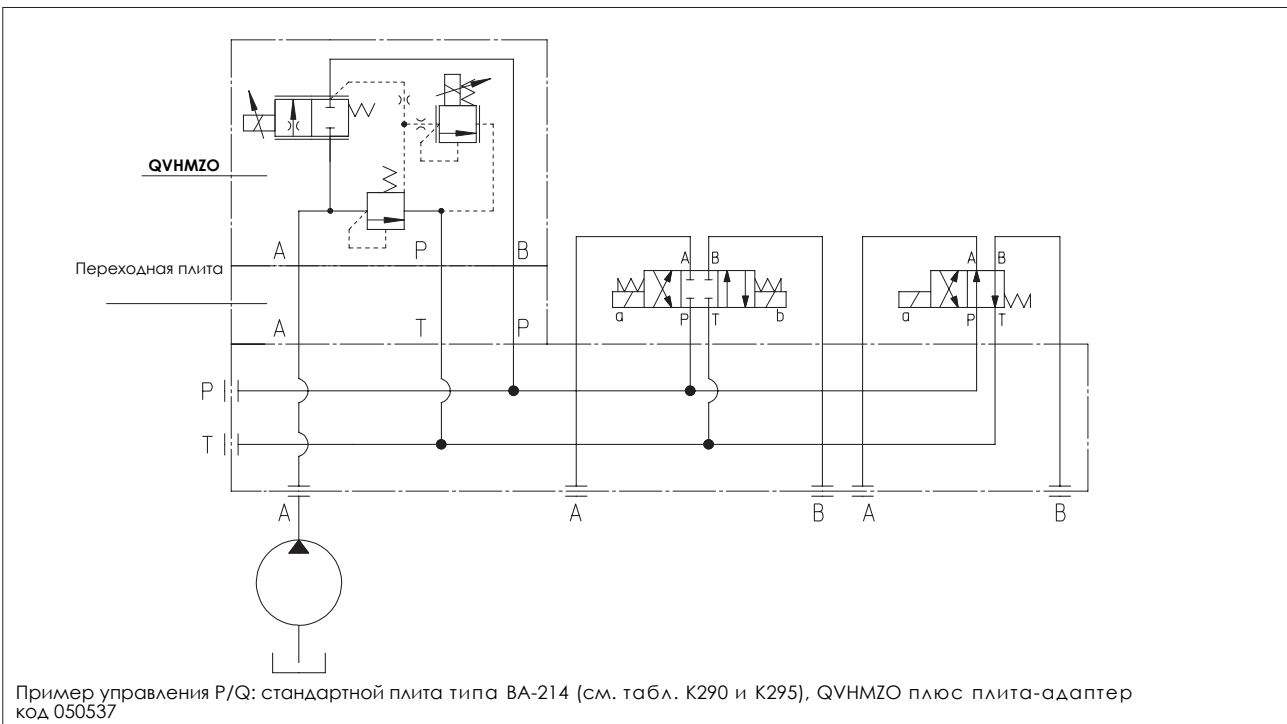 QVHMZO
A P B
Переходная плита
A T P
A B
a P T b
A B
a P T
P
T
A A B A B
Пример управления P/Q: стандартной плита типа BA-214 (см. табл. K290 и K295), QVHMZO плюс плита-адаптер
код 050537